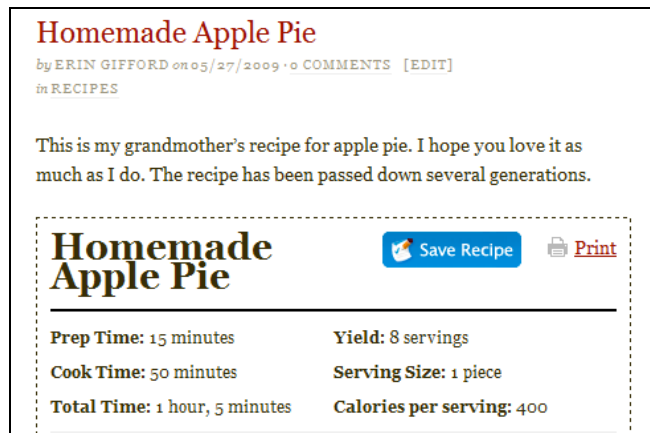 Homemade Apple Pie
by ERIN GIFFORD on 05/27/2009 · 0 COMMENTS [EDIT]
in RECIPES
This is my grandmother's recipe for apple pie. I hope you love it as
much as I do. The recipe has been passed down several generations.
Homemade
Apple Pie
Save Recipe
Print
Prep Time: 15 minutes
Yield: 8 servings
Cook Time: 50 minutes
Serving Size: 1 piece
Total Time: 1 hour, 5 minutes
Calories per serving: 400